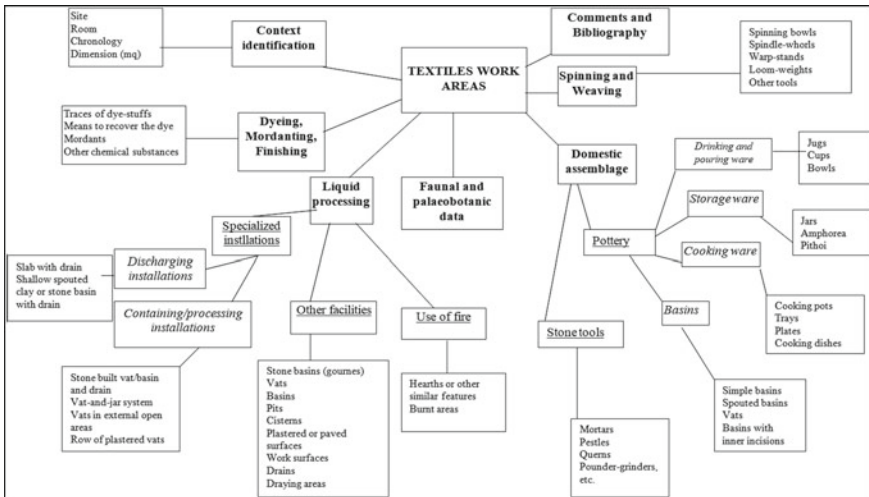 Site
Room
Chronology
Dimension (mq)
Context
identification
TEXTILES WORK
AREAS
Comments and
Bibliography
Spinning and
Weaving
Spinning bowls
Spindle-whorls
Warp-stands
Loom-weights
Other tools
Traces of dye-stuffs
Means to recover the dye
Mordants
Other chemical substances
Dyeing,
Mordanting,
Finishing
Liquid
processing
Faunal and
palaeobotanic
data
Domestic
assemblage
Drinking and
pouring ware
Jugs
Cups
Bowls
Storage ware
Jars
Amphorea
Pithoi
Pottery
Cooking ware
Cooking pots
Trays
Plates
Cooking dishes
Basins
Simple basins
Spouted basins
Vats
Basins with
inner incisions
Stone tools
Mortars
Pestles
Querns
Pounder-grinders,
etc.
Specialized
instllations
Discharging
installations
Slab with drain
Shallow spouted
clay or stone basin
with drain
Containing/processing
installations
Stone built vat/basin
and drain
Vat-and-jar system
Vats in external open
areas
Row of plastered vats
Other facilities
Stone basins (gournes)
Vats
Basins
Pits
Cisterns
Plastered or paved
surfaces
Work surfaces
Drains
Draying areas
Use of fire
Hearths or other
similar features
Burnt areas